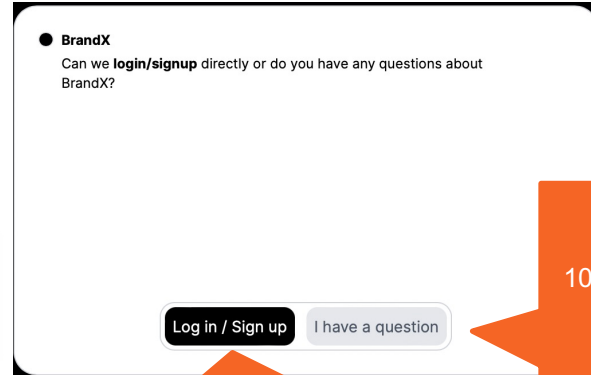 BrandX
Can we login/signup directly or do you have any questions about
BrandX?
10
Log in / Sign up
I have a question